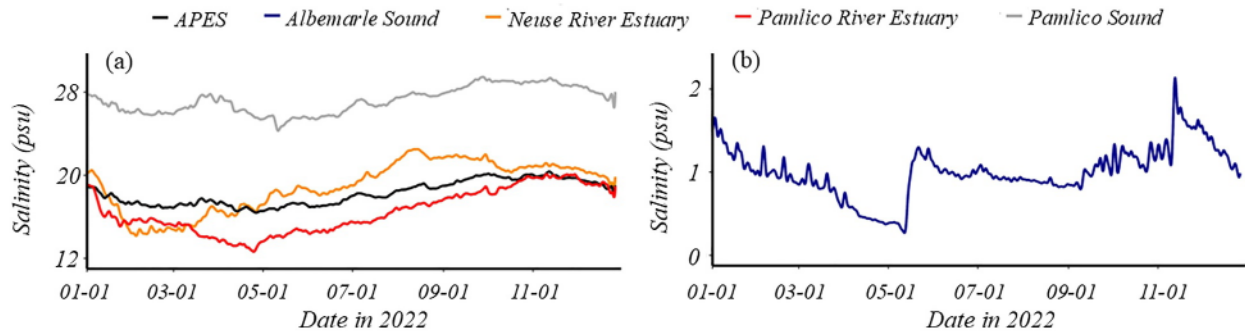 APES Albemarle Sound Neuse River Estuary Pamlico River Estuary Pamlico Sound
(a)
Salinity (psu)
28
20
12
01-01 03-01 05-01 07-01 09-01 11-01
Date in 2022
(b)
Salinity (psu)
2
1
0
01-01 03-01 05-01 07-01 09-01 11-01
Date in 2022